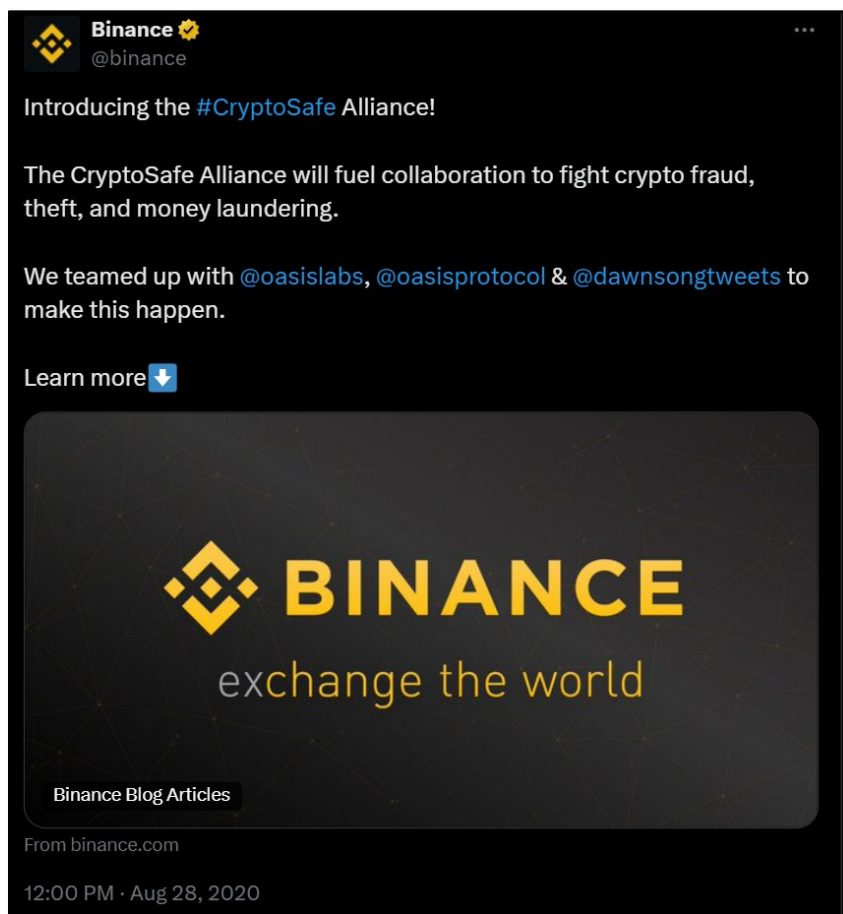 Binance
@binance
Introducing the #CryptoSafe Alliance!
The CryptoSafe Alliance will fuel collaboration to fight crypto fraud,
theft, and money laundering.
We teamed up with @oasislabs, @oasisprotocol & @dawnsongtweets to
make this happen.
Learn more⬇️
BINANCE
exchange the world
Binance Blog Articles
From binance.com
12:00 PM · Aug 28, 2020